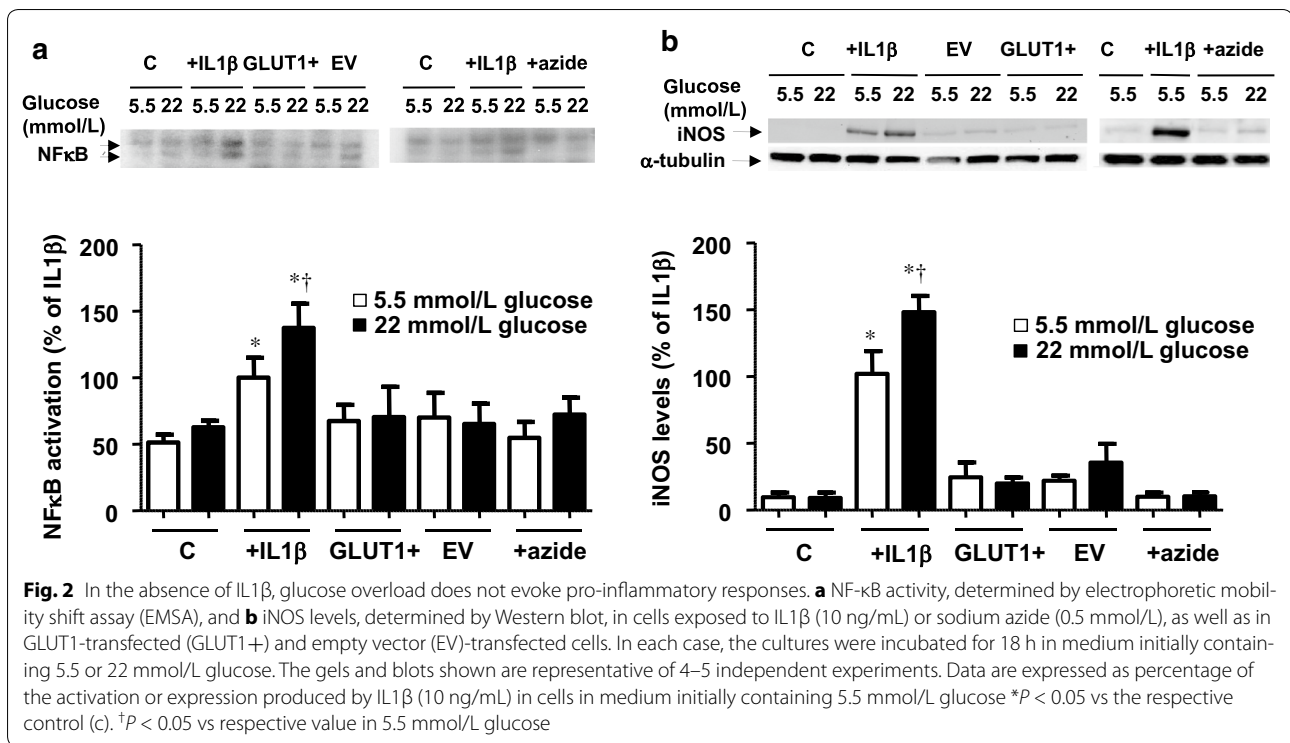 a
C +IL1β GLUT1+ EV C +IL1β +azide
Glucose (mmol/L) 5.5 22 5.5 22 5.5 22 5.5 22 5.5 22 5.5 22 5.5 22
NFκB
NFκB activation (% of IL1β)
200
150
100
50
0
* *†
5.5 mmol/L glucose
22 mmol/L glucose
C +IL1β GLUT1+ EV +azide
b
C +IL1β EV GLUT1+ C +IL1β +azide
Glucose (mmol/L) 5.5 22 5.5 22 5.5 22 5.5 22 5.5 5.5 5.5 22
iNOS
α-tubulin
iNOS levels (% of IL1β)
200
150
100
50
0
* *†
5.5 mmol/L glucose
22 mmol/L glucose
C +IL1β GLUT1+ EV +azide
Fig. 2 In the absence of IL1β, glucose overload does not evoke pro-inflammatory responses. a NF-κB activity, determined by electrophoretic mobil-
ity shift assay (EMSA), and b iNOS levels, determined by Western blot, in cells exposed to IL1β (10 ng/mL) or sodium azide (0.5 mmol/L), as well as in
GLUT1-transfected (GLUT1+) and empty vector (EV)-transfected cells. In each case, the cultures were incubated for 18 h in medium initially contain-
ing 5.5 or 22 mmol/L glucose. The gels and blots shown are representative of 4–5 independent experiments. Data are expressed as percentage of
the activation or expression produced by IL1β (10 ng/mL) in cells in medium initially containing 5.5 mmol/L glucose *P < 0.05 vs the respective
control (c). †P < 0.05 vs respective value in 5.5 mmol/L glucose